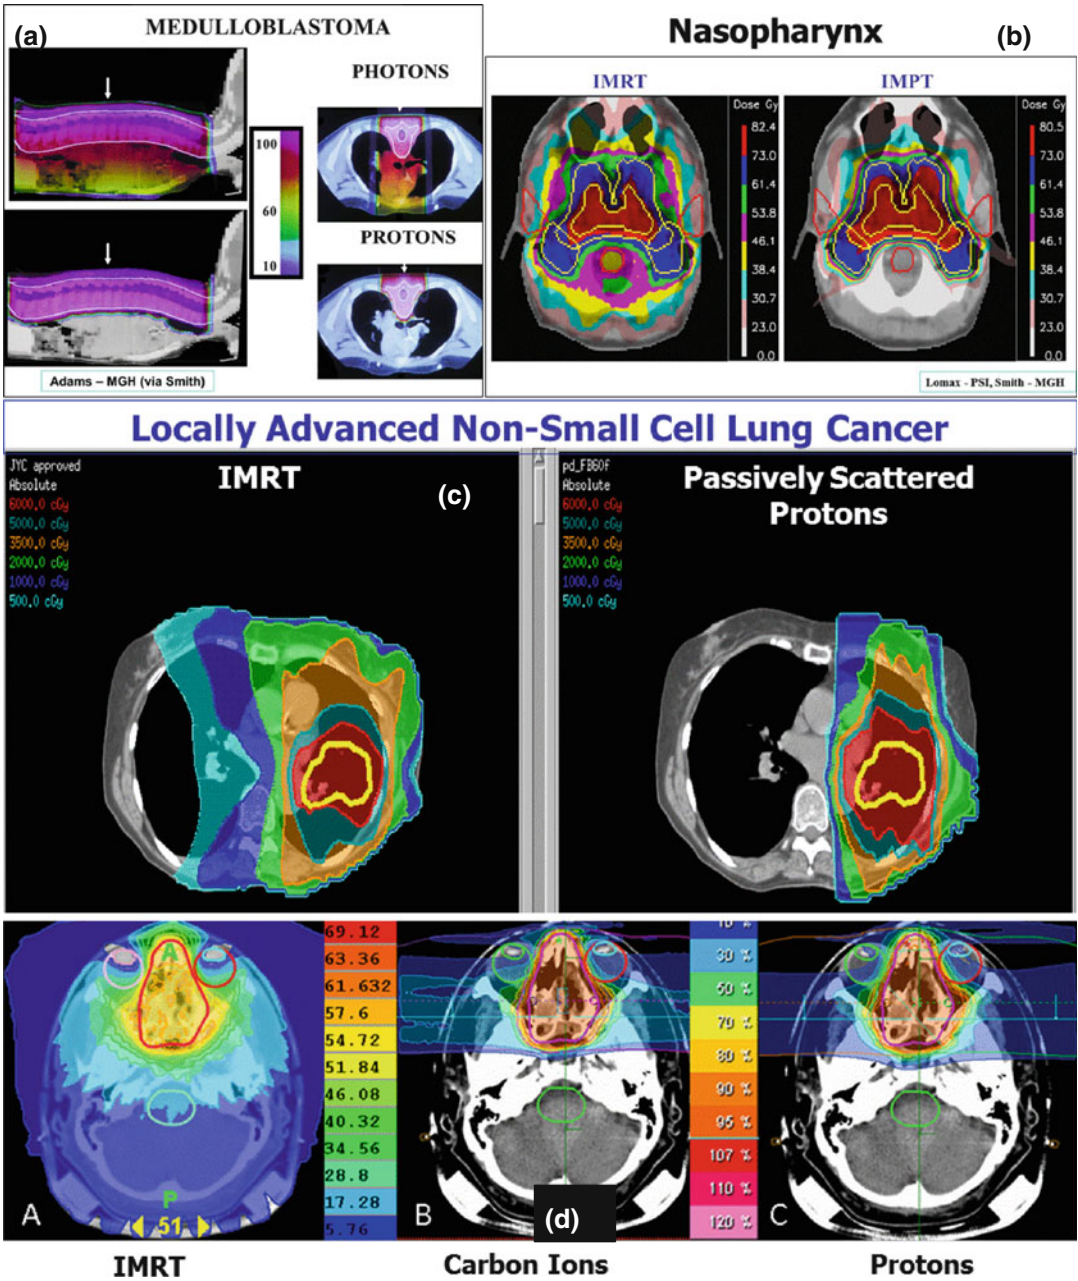 (a)
MEDULLOBLASTOMA
PHOTONS
100
60
10
PROTONS
Adams – MGH (via Smith)
Nasopharynx
(b)
IMRT
IMPT
Dose Gy
82.4
73.0
61.4
53.8
46.1
38.4
30.7
23.0
0.0
Dose Gy
80.5
73.0
61.4
53.8
46.1
38.4
30.7
23.0
0.0
Lomax - PSI, Smith - MGH
Locally Advanced Non-Small Cell Lung Cancer
JYC approved
Absolute
6000.0 cGy
5000.0 cGy
3500.0 cGy
2000.0 cGy
1000.0 cGy
500.0 cGy
IMRT
(c)
pd_FB60f
Absolute
6000.0 cGy
5000.0 cGy
3500.0 cGy
2000.0 cGy
1000.0 cGy
500.0 cGy
Passively Scattered
Protons
A
P
51
A
69.12
63.36
61.632
57.6
54.72
51.84
46.08
40.32
34.56
28.8
17.28
5.76
B
(d)
30 %
50 %
70 %
80 %
90 %
95 %
107 %
110 %
120 %
C
IMRT
Carbon Ions
Protons